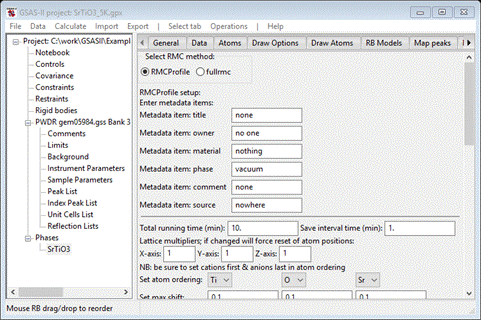 GSAS-II project: SrTiO3_5K.gpx
File Data Calculate Import Export | Select tab Operations | Help
Project: C:\work\GSASII\Exampl
Notebook
Controls
Covariance
Constraints
Restraints
Rigid bodies
PWDR gem05984.gss Bank 3
Comments
Limits
Background
Instrument Parameters
Sample Parameters
Peak List
Index Peak List
Unit Cells List
Reflection Lists
Phases
SrTiO3
General Data Atoms Draw Options Draw Atoms RB Models Map peaks
Select RMC method:
RMCProfile fullrmc
RMCProfile setup:
Enter metadata items:
Metadata item: title none
Metadata item: owner no one
Metadata item: material nothing
Metadata item: phase vacuum
Metadata item: comment none
Metadata item: source nowhere
Total running time (min): 10. Save interval time (min): 1.
Lattice multipliers; if changed will force reset of atom positions:
X-axis: 1 Y-axis: 1 Z-axis: 1
NB: be sure to set cations first & anions last in atom ordering
Set atom ordering: Ti O Sr
Set max shift: 0.1 0.1 0.1
Mouse RB drag/drop to reorder